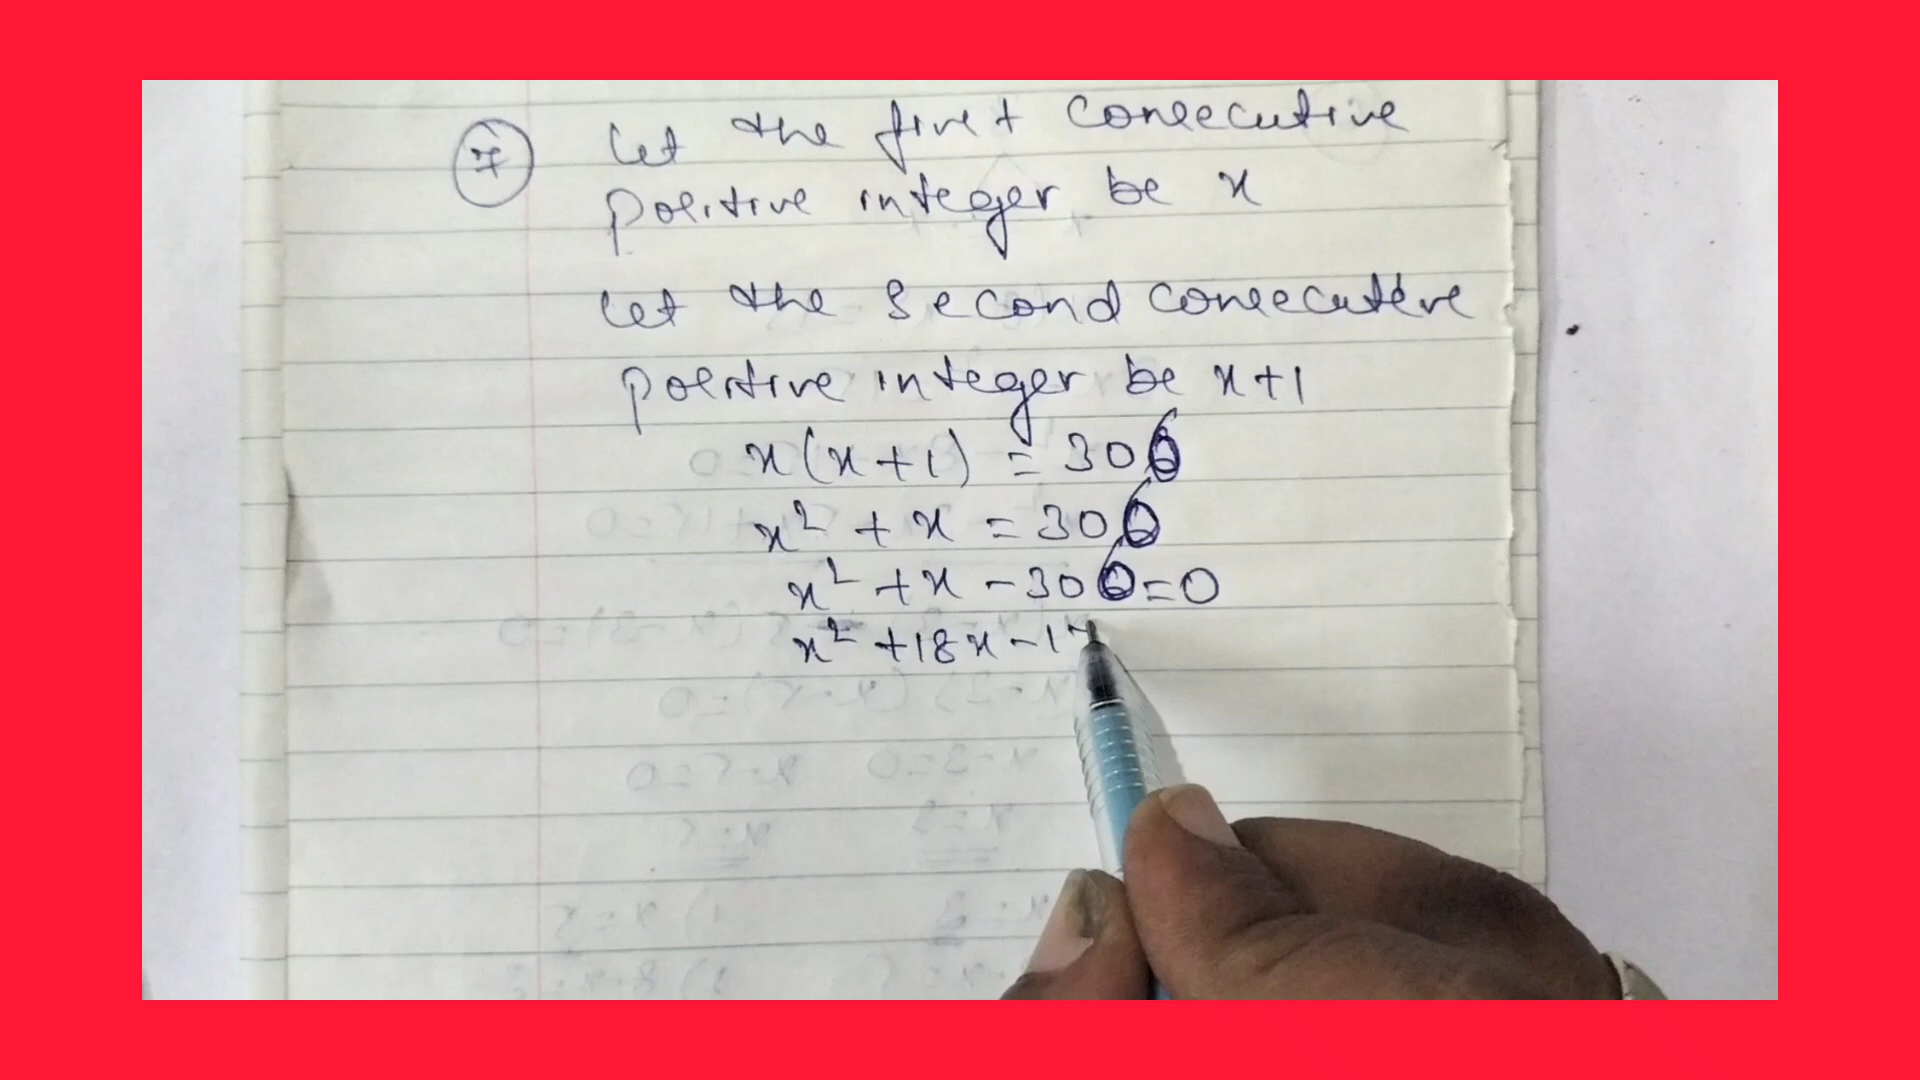 7 Let the first consecutive
positive integer be x
Let the second consecutive
positive integer be x+1
x(x+1) = 306
x² + x = 306
x² + x - 306 = 0
x² + 18x - 17